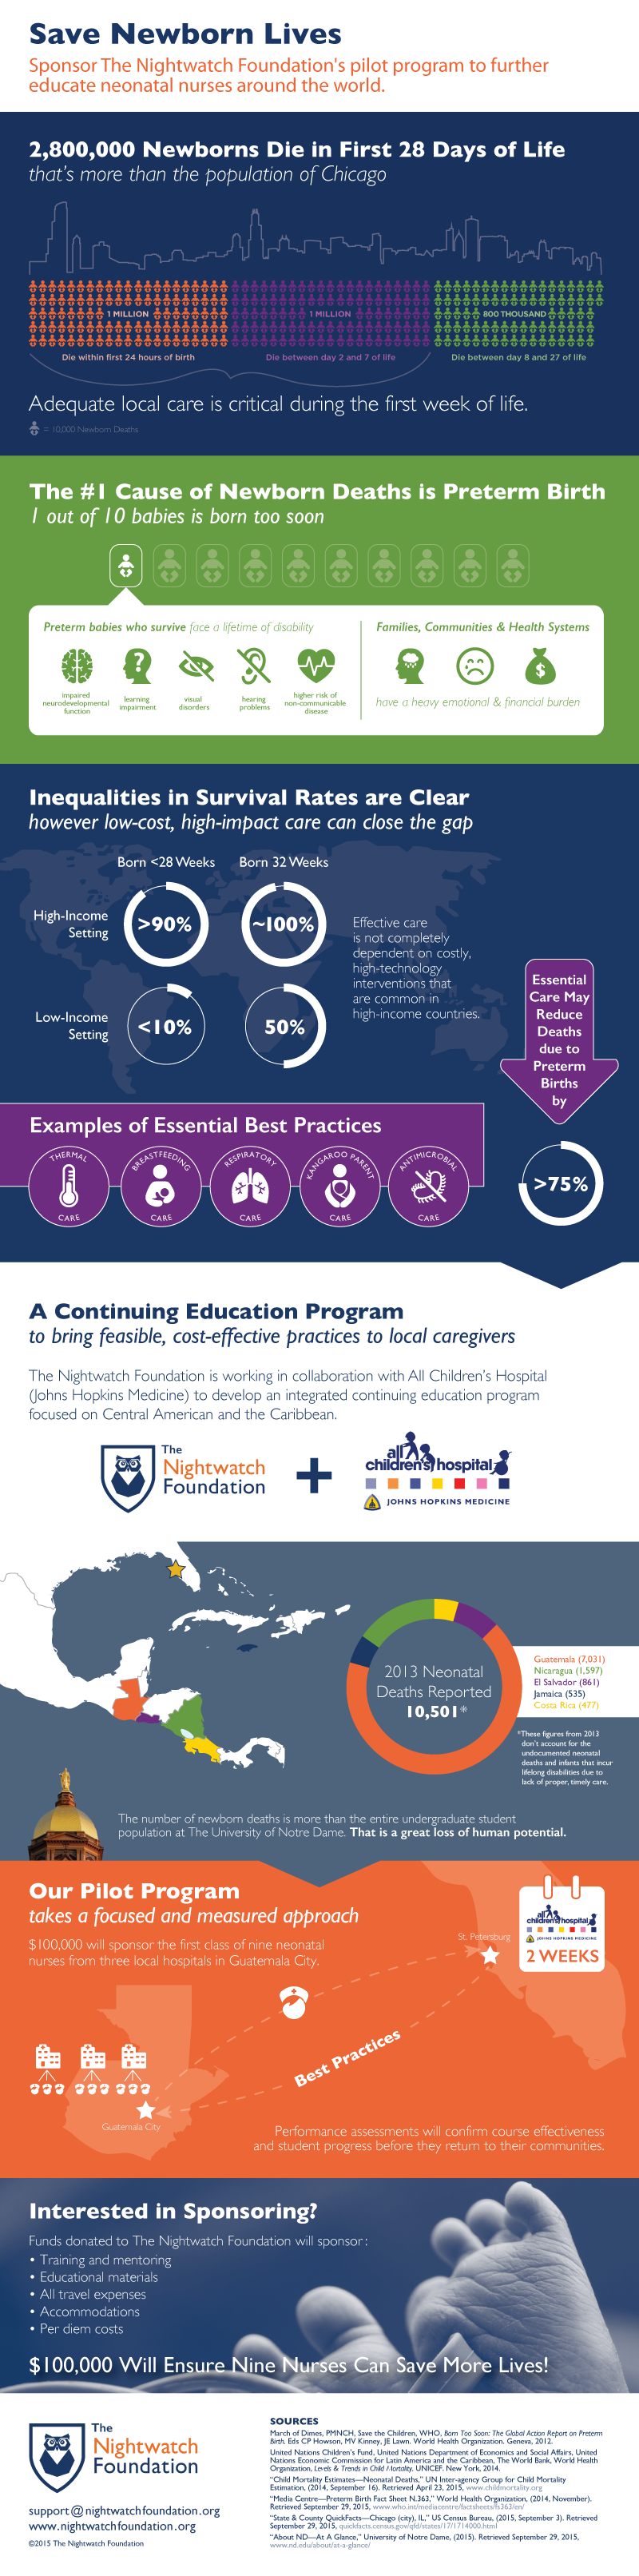 Save Newborn Lives
Sponsor The Nightwatch Foundation's pilot program to further
educate neonatal nurses around the world.
2,800,000 Newborns Die in First 28 Days of Life
that's more than the population of Chicago
1 MILLION
1 MILLION
800 THOUSAND
Die within first 24 hours of birth
Die between day 2 and 7 of life
Die between day 8 and 27 of life
Adequate local care is critical during the first week of life.
= 10,000 Newborn Deaths
The #1 Cause of Newborn Deaths is Preterm Birth
1 out of 10 babies is born too soon
Preterm babies who survive face a lifetime of disability
impaired
neurodevelopmental
function
learning
impairment
visual
disorders
hearing
problems
higher risk of
non-communicable
disease
Families, Communities & Health Systems
$
have a heavy emotional & financial burden
Inequalities in Survival Rates are Clear
however low-cost, high-impact care can close the gap
Born <28 Weeks
Born 32 Weeks
High-Income
Setting
>90%
~100%
Low-Income
Setting
<10%
50%
Effective care
is not completely
dependent on costly,
high-technology
interventions that
are common in
high-income countries.
Essential
Care May
Reduce
Deaths
due to
Preterm
Births
by
>75%
Examples of Essential Best Practices
THERMAL
CARE
BREASTFEEDING
CARE
RESPIRATORY
CARE
KANGAROO PARENT
CARE
ANTIMICROBIAL
CARE
A Continuing Education Program
to bring feasible, cost-effective practices to local caregivers
The Nightwatch Foundation is working in collaboration with All Children's Hospital
(Johns Hopkins Medicine) to develop an integrated continuing education program
focused on Central American and the Caribbean.
The
Nightwatch
Foundation
+
all
children's hospital
JOHNS HOPKINS MEDICINE
2013 Neonatal
Deaths Reported
10,501*
Guatemala (7,031)
Nicaragua (1,597)
El Salvador (861)
Jamaica (535)
Costa Rica (477)
*These figures from 2013
don't account for the
undocumented neonatal
deaths and infants that incur
lifelong disabilities due to
lack of proper, timely care.
The number of newborn deaths is more than the entire undergraduate student
population at The University of Notre Dame. That is a great loss of human potential.
Our Pilot Program
takes a focused and measured approach
$100,000 will sponsor the first class of nine neonatal
nurses from three local hospitals in Guatemala City.
St. Petersburg
all
children's hospital
JOHNS HOPKINS MEDICINE
2 WEEKS
Best Practices
Guatemala City
Performance assessments will confirm course effectiveness
and student progress before they return to their communities.
Interested in Sponsoring?
Funds donated to The Nightwatch Foundation will sponsor:
• Training and mentoring
• Educational materials
• All travel expenses
• Accommodations
• Per diem costs
$100,000 Will Ensure Nine Nurses Can Save More Lives!
The
Nightwatch
Foundation
support@nightwatchfoundation.org
www.nightwatchfoundation.org
©2015 The Nightwatch Foundation
SOURCES
March of Dimes, PMNCH, Save the Children, WHO, Born Too Soon: The Global Action Report on Preterm
Birth. Eds CP Howson, MV Kinney, JE Lawn. World Health Organization. Geneva, 2012.
United Nations Children's Fund, United Nations Department of Economics and Social Affairs, United
Nations Economic Commission for Latin America and the Caribbean, The World Bank, World Health
Organization, Levels & Trends in Child Mortality. UNICEF. New York, 2014.
"Child Mortality Estimates—Neonatal Deaths," UN Inter-agency Group for Child Mortality
Estimation, (2014, September 16). Retrieved April 23, 2015, www.childmortality.org
"Media Centre—Preterm Birth Fact Sheet N.363," World Health Organization, (2014, November).
Retrieved September 29, 2015, www.who.int/mediacentre/factsheets/fs363/en/
"State & County QuickFacts—Chicago (city), IL," US Census Bureau, (2015, September 3). Retrieved
September 29, 2015, quickfacts.census.gov/qfd/states/17/1714000.html
"About ND—At A Glance," University of Notre Dame, (2015). Retrieved September 29, 2015,
www.nd.edu/about/at-a-glance/